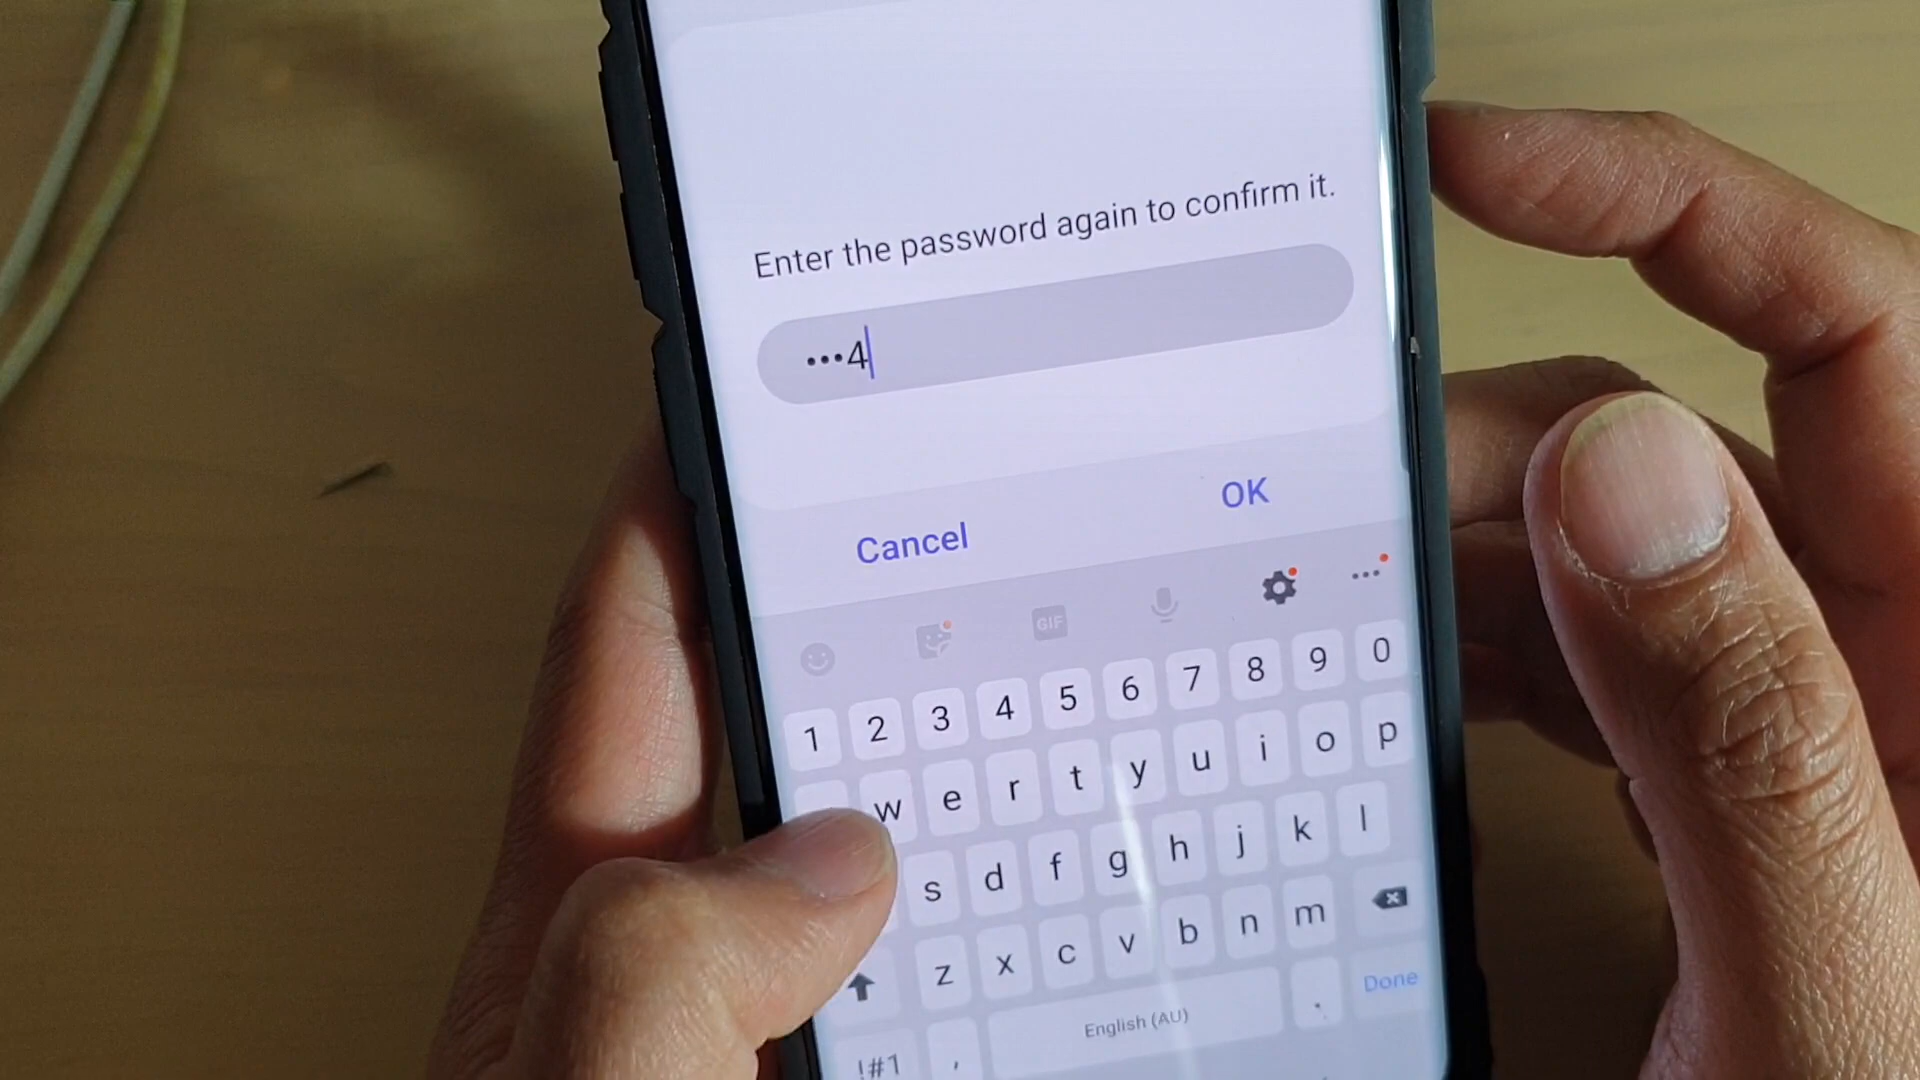 Enter the password again to confirm it.
•••4
Cancel OK
GIF
1 2 3 4 5 6 7 8 9 0
w e r t y u i o p
s d f g h j k l
z x c v b n m
!#1 , English (AU) . Done